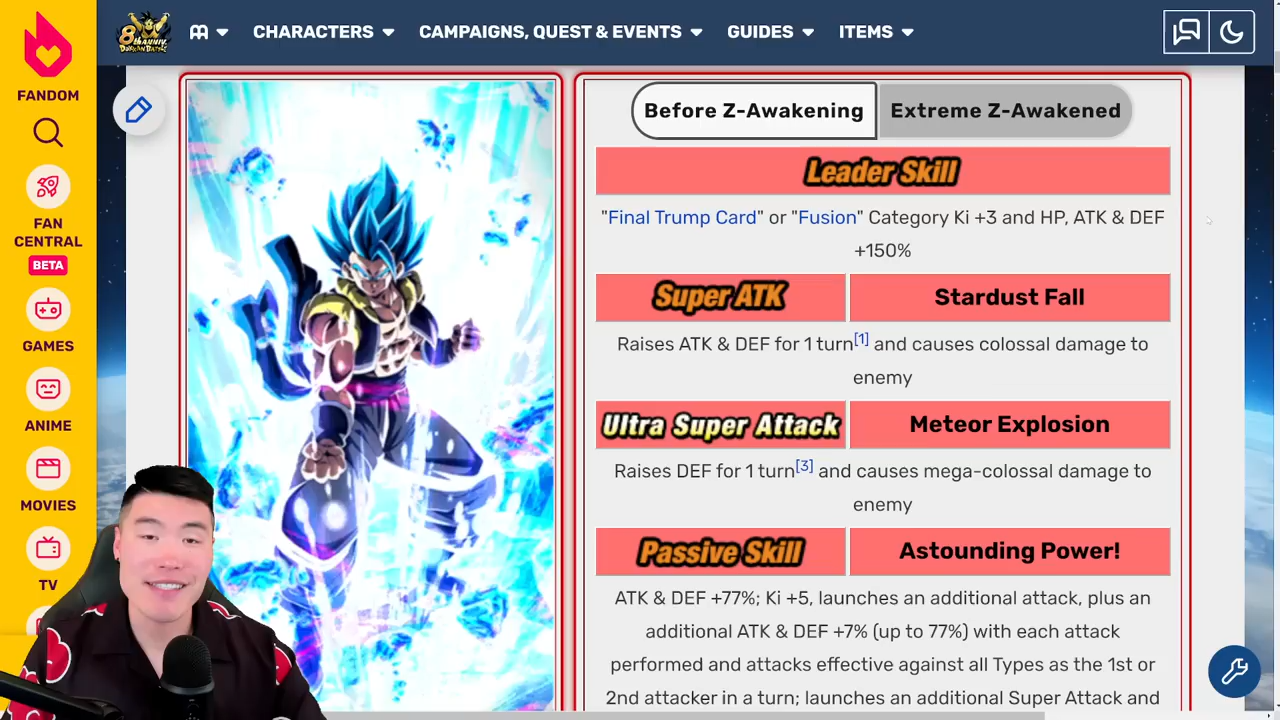 8
th ANNIV.
DOKKAN BATTLE
CHARACTERS
CAMPAIGNS, QUEST & EVENTS
GUIDES
ITEMS
FANDOM
FAN
CENTRAL
BETA
GAMES
ANIME
MOVIES
TV
Before Z-Awakening
Extreme Z-Awakened
Leader Skill
"Final Trump Card" or "Fusion" Category Ki +3 and HP, ATK & DEF
+150%
Super ATK
Stardust Fall
Raises ATK & DEF for 1 turn[1] and causes colossal damage to
enemy
Ultra Super Attack
Meteor Explosion
Raises DEF for 1 turn[3] and causes mega-colossal damage to
enemy
Passive Skill
Astounding Power!
ATK & DEF +77%; Ki +5, launches an additional attack, plus an
additional ATK & DEF +7% (up to 77%) with each attack
performed and attacks effective against all Types as the 1st or
2nd attacker in a turn; launches an additional Super Attack and